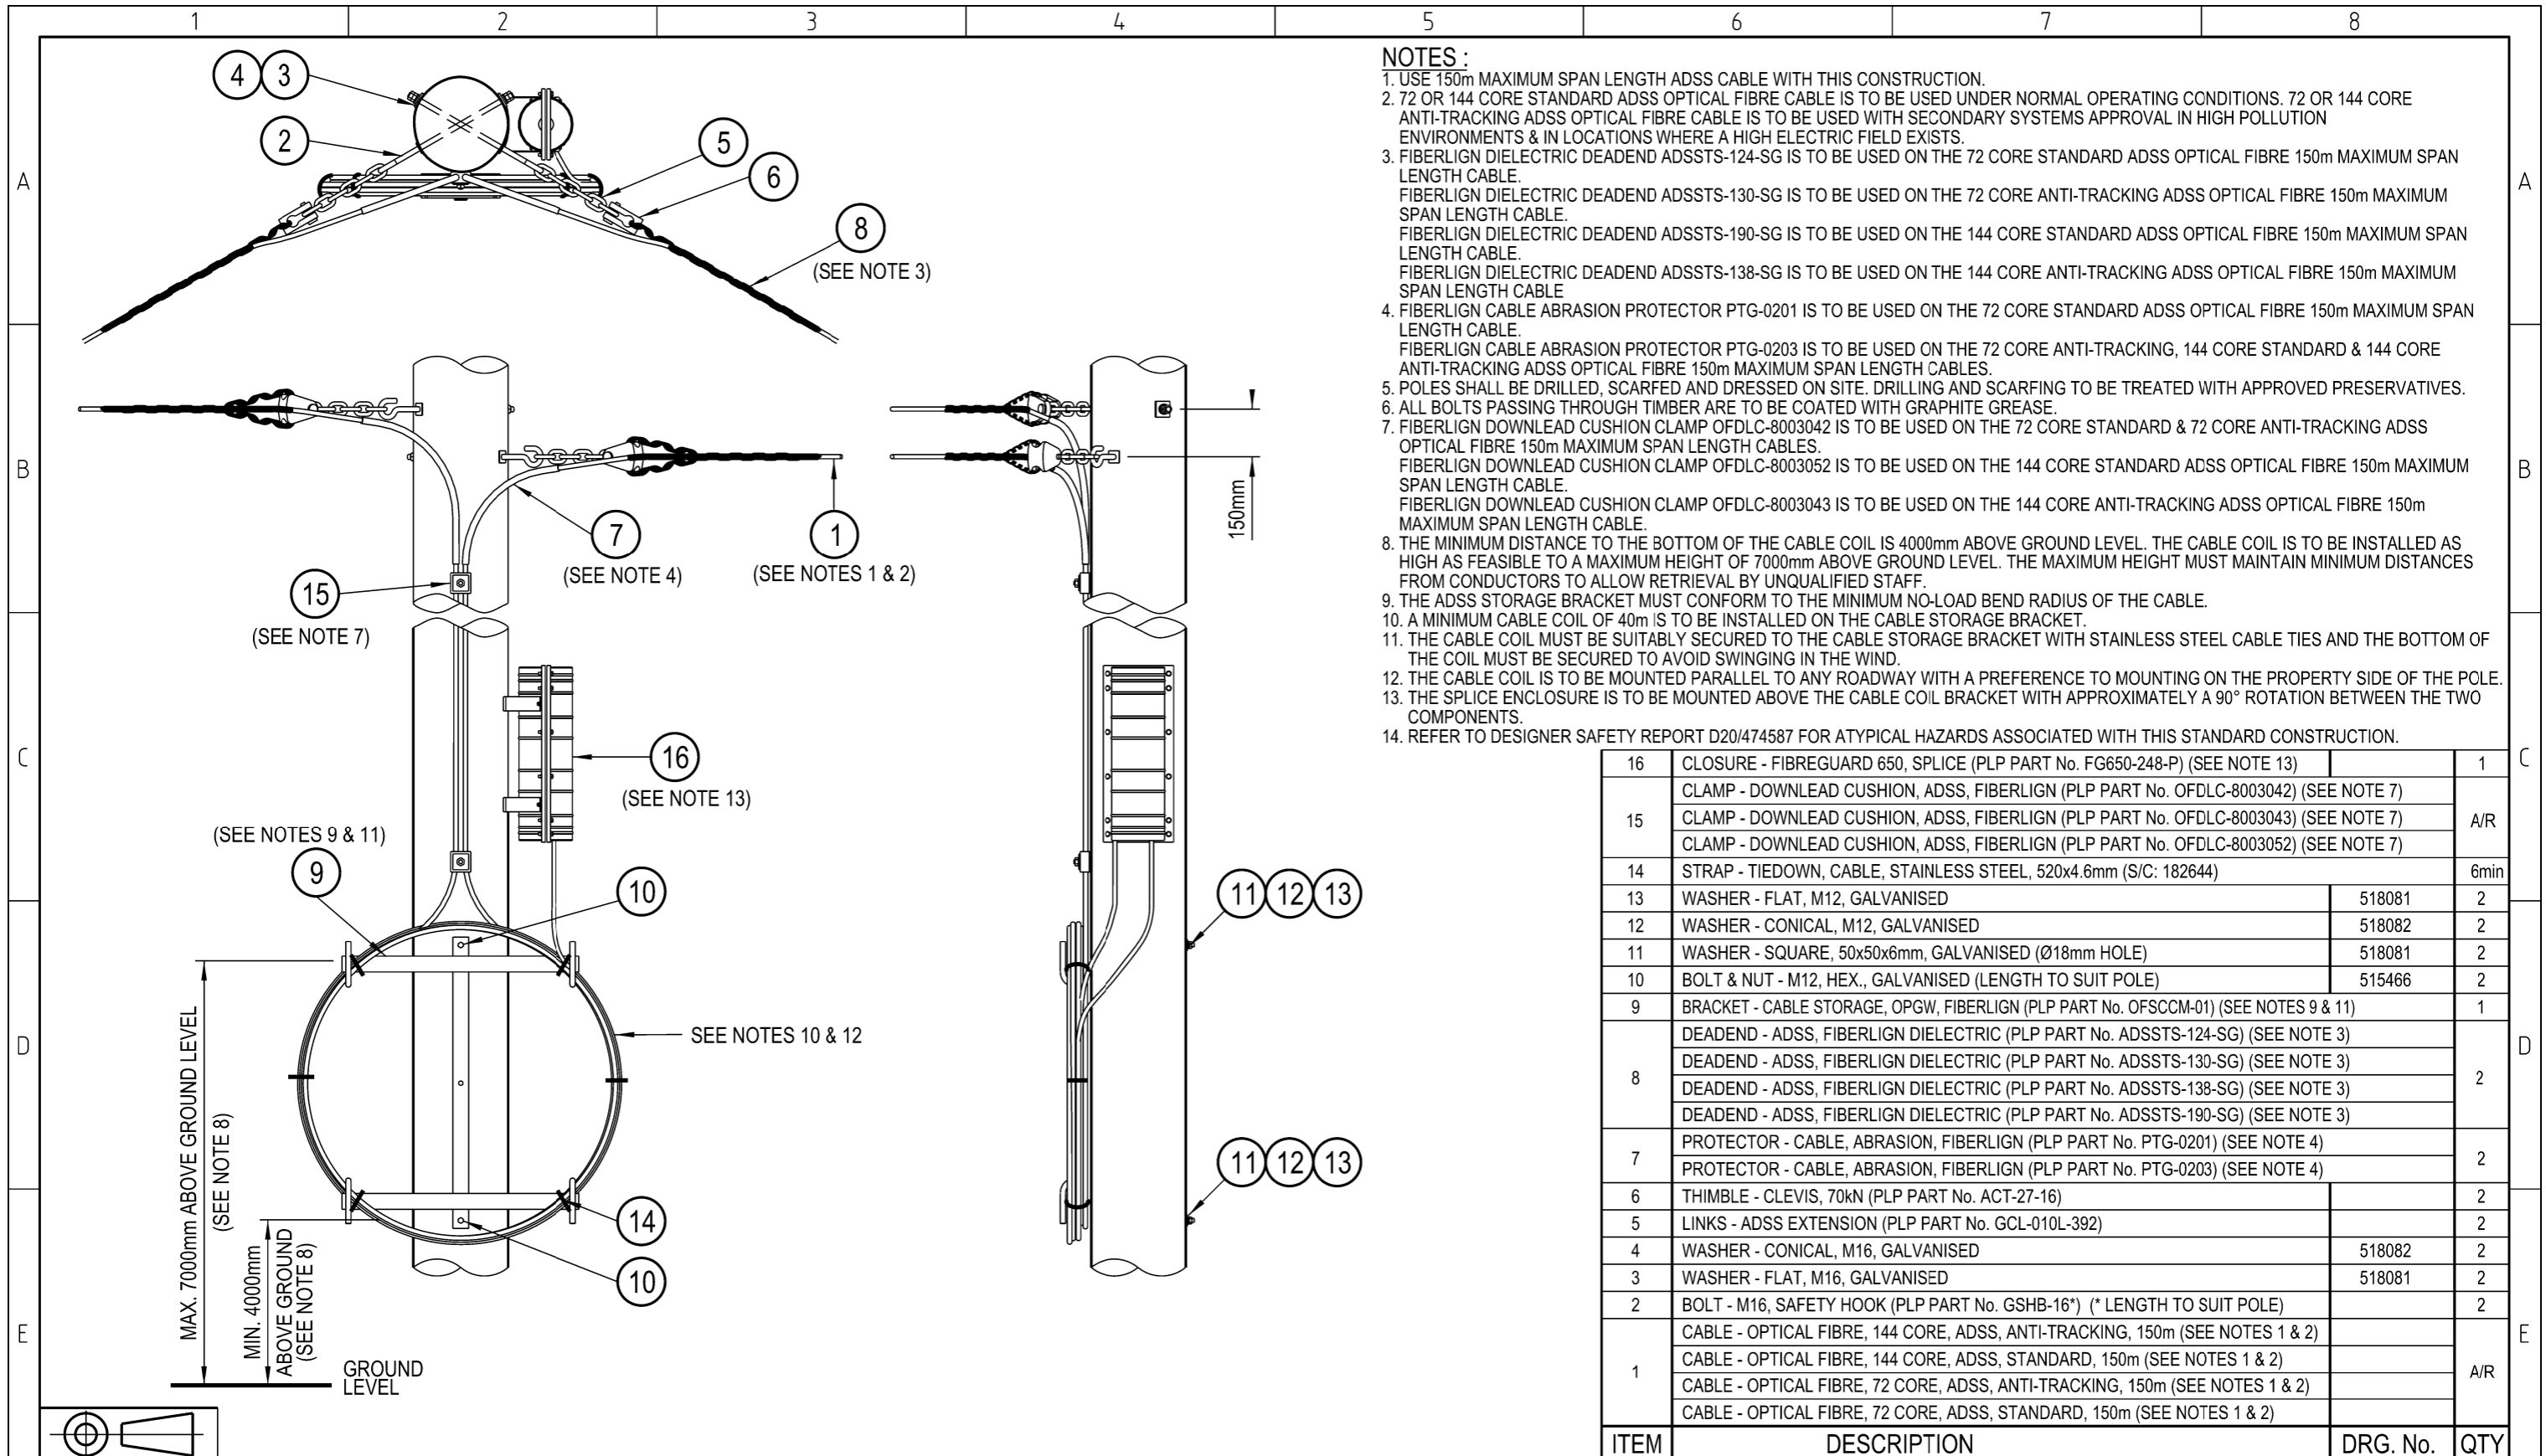 1 2 3 4 5 6 7 8
A
B
C
D
E
A
B
C
D
E
4 3
2
5
6
8
(SEE NOTE 3)
7
(SEE NOTE 4)
1
(SEE NOTES 1 & 2)
15
(SEE NOTE 7)
150mm
16
(SEE NOTE 13)
(SEE NOTES 9 & 11)
9
10
11 12 13
SEE NOTES 10 & 12
11 12 13
14
10
MAX. 7000mm ABOVE GROUND LEVEL
(SEE NOTE 8)
MIN. 4000mm
ABOVE GROUND
(SEE NOTE 8)
GROUND
LEVEL
NOTES :
1. USE 150m MAXIMUM SPAN LENGTH ADSS CABLE WITH THIS CONSTRUCTION.
2. 72 OR 144 CORE STANDARD ADSS OPTICAL FIBRE CABLE IS TO BE USED UNDER NORMAL OPERATING CONDITIONS. 72 OR 144 CORE
ANTI-TRACKING ADSS OPTICAL FIBRE CABLE IS TO BE USED WITH SECONDARY SYSTEMS APPROVAL IN HIGH POLLUTION
ENVIRONMENTS & IN LOCATIONS WHERE A HIGH ELECTRIC FIELD EXISTS.
3. FIBERLIGN DIELECTRIC DEADEND ADSSTS-124-SG IS TO BE USED ON THE 72 CORE STANDARD ADSS OPTICAL FIBRE 150m MAXIMUM SPAN
LENGTH CABLE.
FIBERLIGN DIELECTRIC DEADEND ADSSTS-130-SG IS TO BE USED ON THE 72 CORE ANTI-TRACKING ADSS OPTICAL FIBRE 150m MAXIMUM
SPAN LENGTH CABLE.
FIBERLIGN DIELECTRIC DEADEND ADSSTS-190-SG IS TO BE USED ON THE 144 CORE STANDARD ADSS OPTICAL FIBRE 150m MAXIMUM SPAN
LENGTH CABLE.
FIBERLIGN DIELECTRIC DEADEND ADSSTS-138-SG IS TO BE USED ON THE 144 CORE ANTI-TRACKING ADSS OPTICAL FIBRE 150m MAXIMUM
SPAN LENGTH CABLE
4. FIBERLIGN CABLE ABRASION PROTECTOR PTG-0201 IS TO BE USED ON THE 72 CORE STANDARD ADSS OPTICAL FIBRE 150m MAXIMUM SPAN
LENGTH CABLE.
FIBERLIGN CABLE ABRASION PROTECTOR PTG-0203 IS TO BE USED ON THE 72 CORE ANTI-TRACKING, 144 CORE STANDARD & 144 CORE
ANTI-TRACKING ADSS OPTICAL FIBRE 150m MAXIMUM SPAN LENGTH CABLES.
5. POLES SHALL BE DRILLED, SCARFED AND DRESSED ON SITE. DRILLING AND SCARFING TO BE TREATED WITH APPROVED PRESERVATIVES.
6. ALL BOLTS PASSING THROUGH TIMBER ARE TO BE COATED WITH GRAPHITE GREASE.
7. FIBERLIGN DOWNLEAD CUSHION CLAMP OFDLC-8003042 IS TO BE USED ON THE 72 CORE STANDARD & 72 CORE ANTI-TRACKING ADSS
OPTICAL FIBRE 150m MAXIMUM SPAN LENGTH CABLES.
FIBERLIGN DOWNLEAD CUSHION CLAMP OFDLC-8003052 IS TO BE USED ON THE 144 CORE STANDARD ADSS OPTICAL FIBRE 150m MAXIMUM
SPAN LENGTH CABLE.
FIBERLIGN DOWNLEAD CUSHION CLAMP OFDLC-8003043 IS TO BE USED ON THE 144 CORE ANTI-TRACKING ADSS OPTICAL FIBRE 150m
MAXIMUM SPAN LENGTH CABLE.
8. THE MINIMUM DISTANCE TO THE BOTTOM OF THE CABLE COIL IS 4000mm ABOVE GROUND LEVEL. THE CABLE COIL IS TO BE INSTALLED AS
HIGH AS FEASIBLE TO A MAXIMUM HEIGHT OF 7000mm ABOVE GROUND LEVEL. THE MAXIMUM HEIGHT MUST MAINTAIN MINIMUM DISTANCES
FROM CONDUCTORS TO ALLOW RETRIEVAL BY UNQUALIFIED STAFF.
9. THE ADSS STORAGE BRACKET MUST CONFORM TO THE MINIMUM NO-LOAD BEND RADIUS OF THE CABLE.
10. A MINIMUM CABLE COIL OF 40m IS TO BE INSTALLED ON THE CABLE STORAGE BRACKET.
11. THE CABLE COIL MUST BE SUITABLY SECURED TO THE CABLE STORAGE BRACKET WITH STAINLESS STEEL CABLE TIES AND THE BOTTOM OF
THE COIL MUST BE SECURED TO AVOID SWINGING IN THE WIND.
12. THE CABLE COIL IS TO BE MOUNTED PARALLEL TO ANY ROADWAY WITH A PREFERENCE TO MOUNTING ON THE PROPERTY SIDE OF THE POLE.
13. THE SPLICE ENCLOSURE IS TO BE MOUNTED ABOVE THE CABLE COIL BRACKET WITH APPROXIMATELY A 90° ROTATION BETWEEN THE TWO
COMPONENTS.
14. REFER TO DESIGNER SAFETY REPORT D20/474587 FOR ATYPICAL HAZARDS ASSOCIATED WITH THIS STANDARD CONSTRUCTION.
16 CLOSURE - FIBREGUARD 650, SPLICE (PLP PART No. FG650-248-P) (SEE NOTE 13) 1
CLAMP - DOWNLEAD CUSHION, ADSS, FIBERLIGN (PLP PART No. OFDLC-8003042) (SEE NOTE 7)
15 CLAMP - DOWNLEAD CUSHION, ADSS, FIBERLIGN (PLP PART No. OFDLC-8003043) (SEE NOTE 7) A/R
CLAMP - DOWNLEAD CUSHION, ADSS, FIBERLIGN (PLP PART No. OFDLC-8003052) (SEE NOTE 7)
14 STRAP - TIEDOWN, CABLE, STAINLESS STEEL, 520x4.6mm (S/C: 182644) 6min
13 WASHER - FLAT, M12, GALVANISED 518081 2
12 WASHER - CONICAL, M12, GALVANISED 518082 2
11 WASHER - SQUARE, 50x50x6mm, GALVANISED (Ø18mm HOLE) 518081 2
10 BOLT & NUT - M12, HEX., GALVANISED (LENGTH TO SUIT POLE) 515466 2
9 BRACKET - CABLE STORAGE, OPGW, FIBERLIGN (PLP PART No. OFSCCM-01) (SEE NOTES 9 & 11) 1
DEADEND - ADSS, FIBERLIGN DIELECTRIC (PLP PART No. ADSSTS-124-SG) (SEE NOTE 3)
DEADEND - ADSS, FIBERLIGN DIELECTRIC (PLP PART No. ADSSTS-130-SG) (SEE NOTE 3)
8 2
DEADEND - ADSS, FIBERLIGN DIELECTRIC (PLP PART No. ADSSTS-138-SG) (SEE NOTE 3)
DEADEND - ADSS, FIBERLIGN DIELECTRIC (PLP PART No. ADSSTS-190-SG) (SEE NOTE 3)
7 PROTECTOR - CABLE, ABRASION, FIBERLIGN (PLP PART No. PTG-0201) (SEE NOTE 4) 2
PROTECTOR - CABLE, ABRASION, FIBERLIGN (PLP PART No. PTG-0203) (SEE NOTE 4)
6 THIMBLE - CLEVIS, 70kN (PLP PART No. ACT-27-16) 2
5 LINKS - ADSS EXTENSION (PLP PART No. GCL-010L-392) 2
4 WASHER - CONICAL, M16, GALVANISED 518082 2
3 WASHER - FLAT, M16, GALVANISED 518081 2
2 BOLT - M16, SAFETY HOOK (PLP PART No. GSHB-16*) (* LENGTH TO SUIT POLE) 2
CABLE - OPTICAL FIBRE, 144 CORE, ADSS, ANTI-TRACKING, 150m (SEE NOTES 1 & 2)
CABLE - OPTICAL FIBRE, 144 CORE, ADSS, STANDARD, 150m (SEE NOTES 1 & 2)
1 A/R
CABLE - OPTICAL FIBRE, 72 CORE, ADSS, ANTI-TRACKING, 150m (SEE NOTES 1 & 2)
CABLE - OPTICAL FIBRE, 72 CORE, ADSS, STANDARD, 150m (SEE NOTES 1 & 2)
ITEM DESCRIPTION DRG. No. QTY